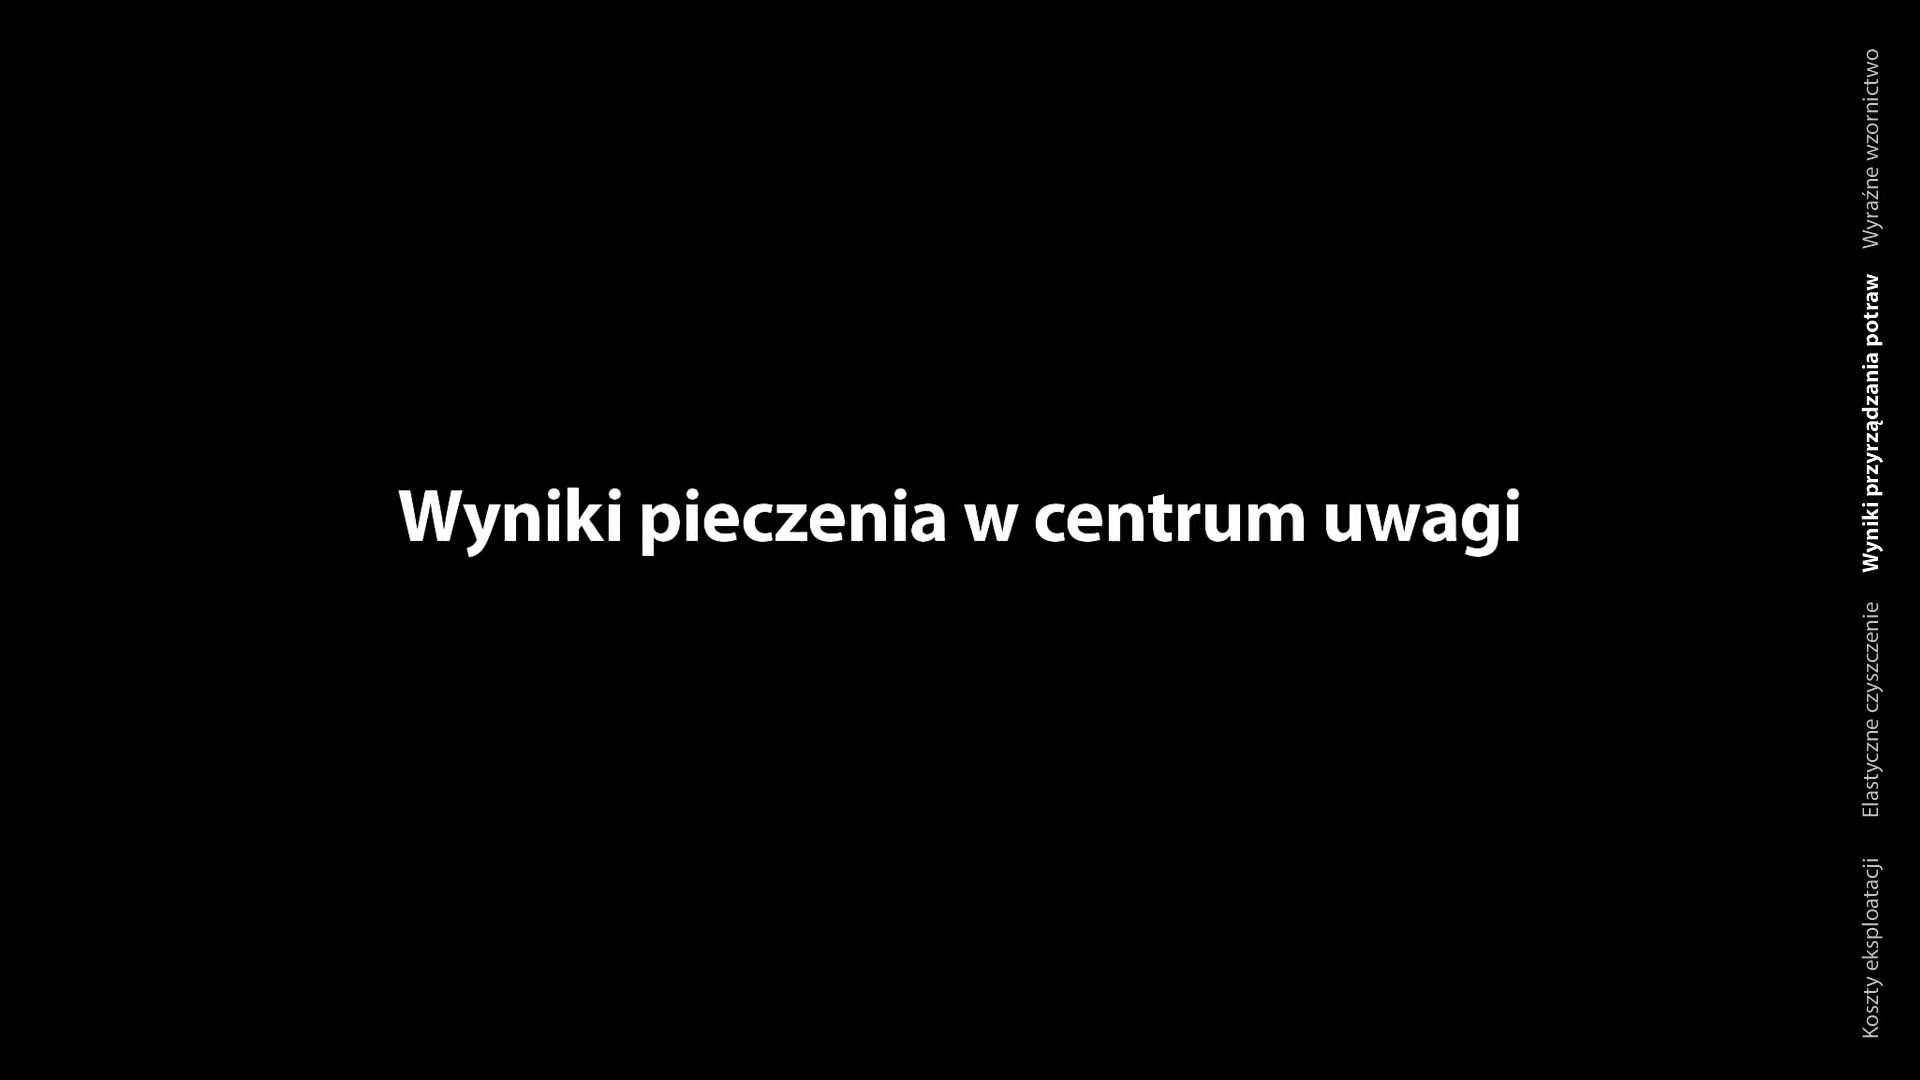 Wyniki pieczenia w centrum uwagi
Wyraźne wzornictwo
Wyniki przyrządzania potraw
Elastyczne czyszczenie
Koszty eksploatacji